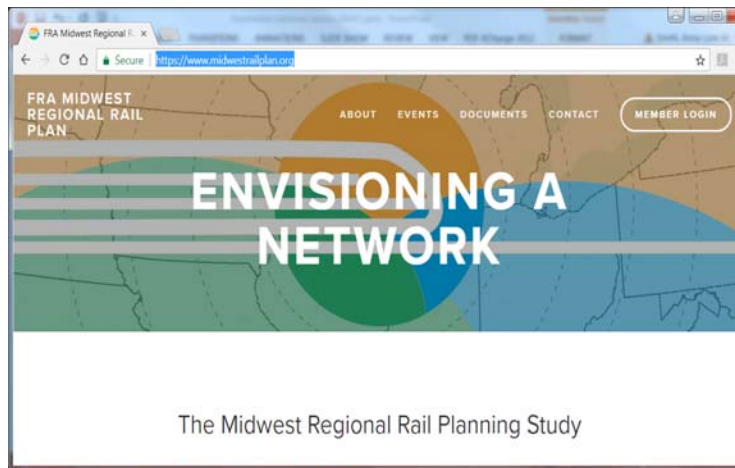 FRA Midwest Regional R
Secure
https://www.midwestrailplan.org
FRA MIDWEST
REGIONAL RAIL
PLAN
ABOUT EVENTS DOCUMENTS CONTACT MEMBER LOGIN
ENVISIONING A
NETWORK
The Midwest Regional Rail Planning Study